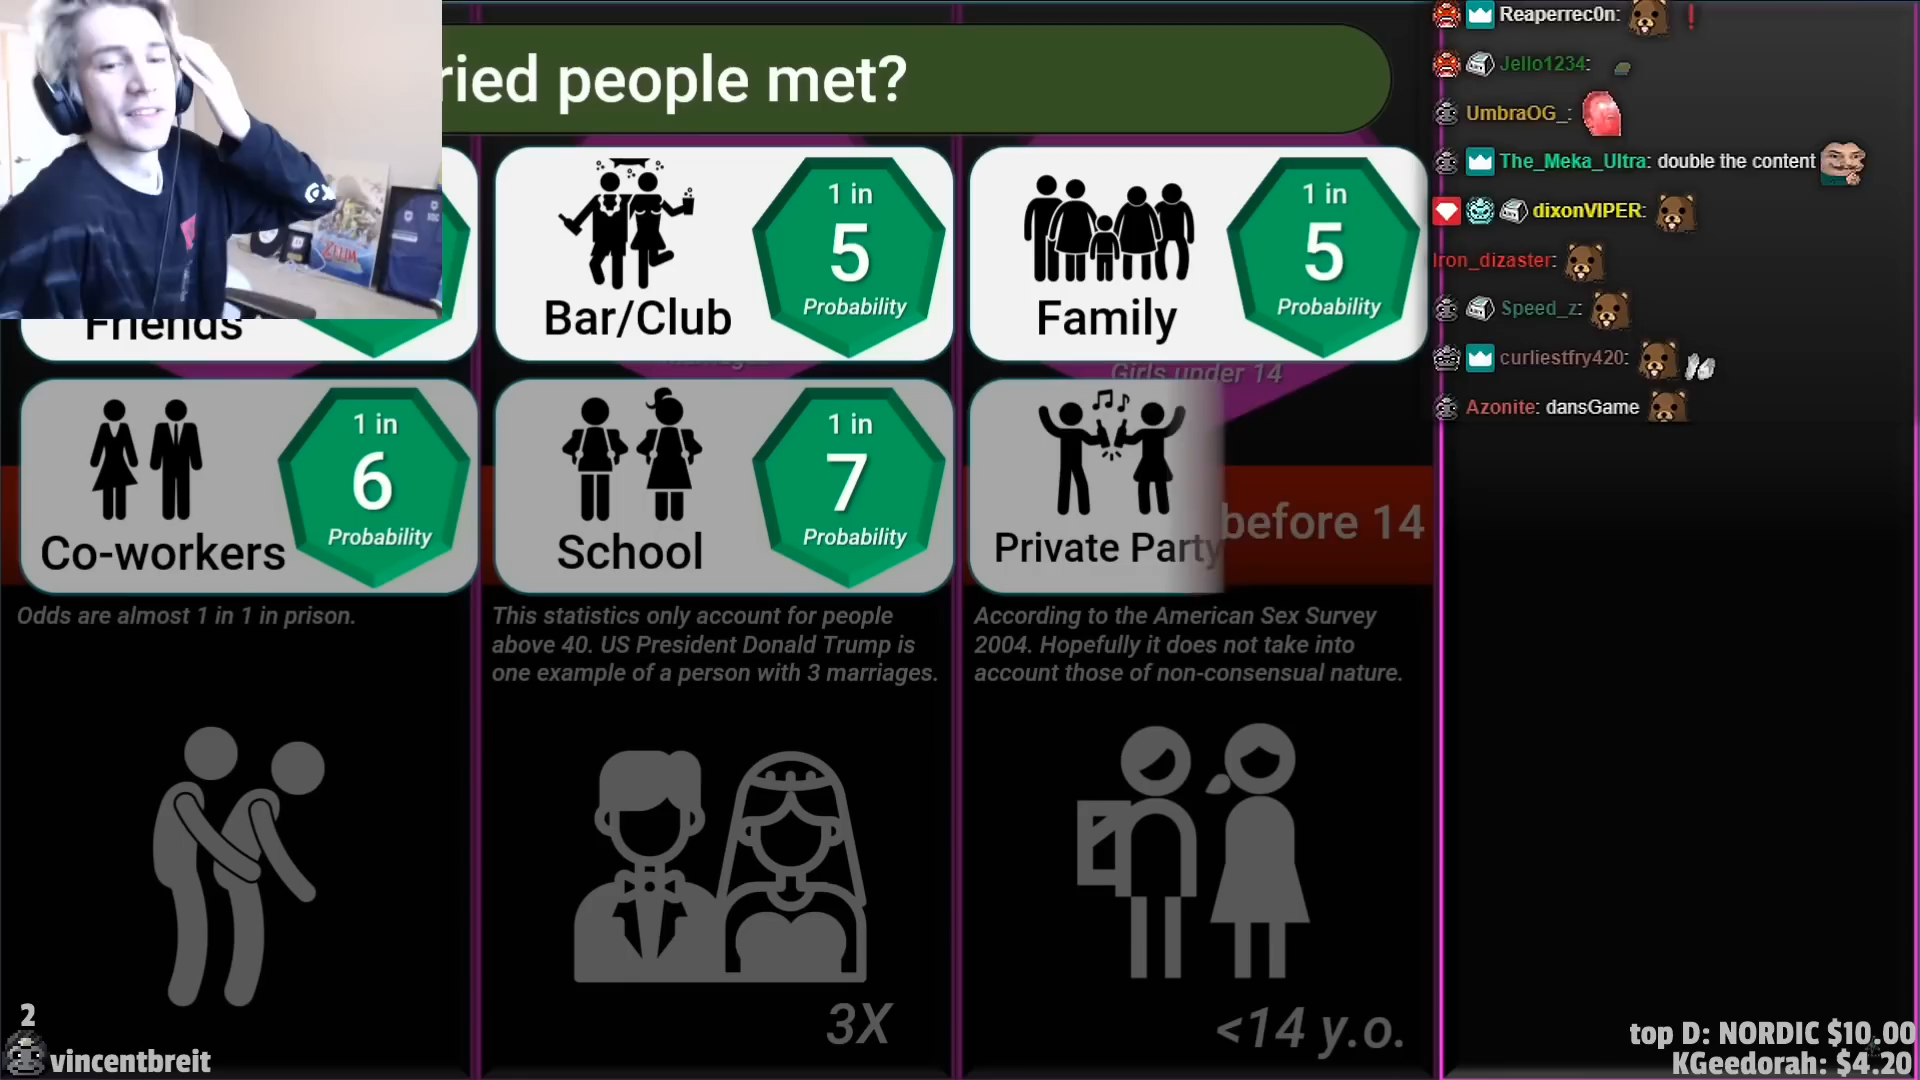 ried people met?
Friends
1 in
5
Probability
Bar/Club
1 in
5
Probability
Family
Girls under 14
1 in
6
Probability
Co-workers
1 in
7
Probability
School
Private Party
before 14
Odds are almost 1 in 1 in prison.
This statistics only account for people
above 40. US President Donald Trump is
one example of a person with 3 marriages.
According to the American Sex Survey
2004. Hopefully it does not take into
account those of non-consensual nature.
3X
<14 y.o.
Reaperrec0n:
Jello1234:
UmbraOG_:
The_Meka_Ultra: double the content
dixonVIPER:
Iron_dizaster:
Speed_z:
curliestfry420:
Azonite: dansGame
2
vincentbreit
top D: NORDIC $10.00
KGeedorah: $4.20
ZELDA